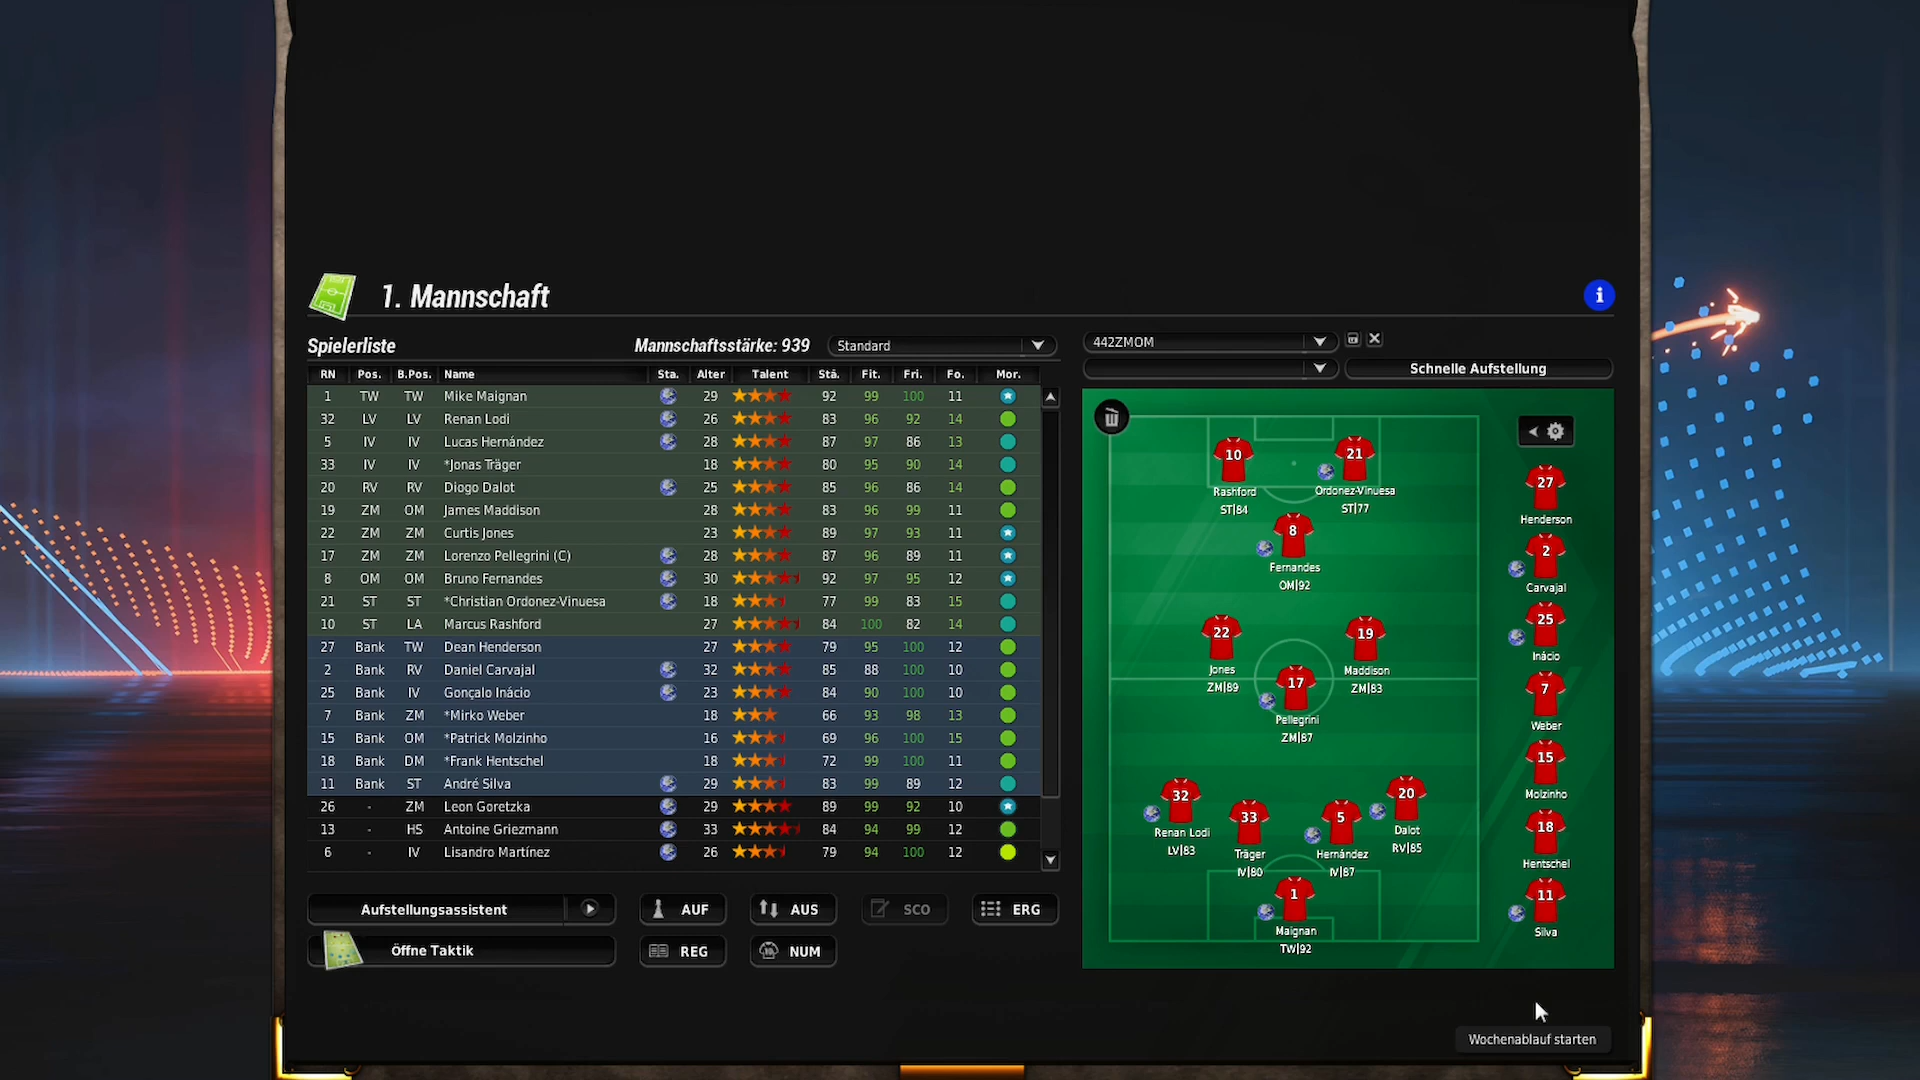 1. Mannschaft
i
Spielerliste
Mannschaftsstärke: 939
Standard
RN Pos. B.Pos. Name Sta. Alter Talent Stä. Fit. Fri. Fo. Mor.
1 TW TW Mike Maignan 29 92 99 100 11
32 LV LV Renan Lodi 26 83 96 92 14
5 IV IV Lucas Hernández 28 87 97 86 13
33 IV IV *Jonas Träger 18 80 95 90 14
20 RV RV Diogo Dalot 25 85 96 86 14
19 ZM OM James Maddison 28 83 96 99 11
22 ZM ZM Curtis Jones 23 89 97 93 11
17 ZM ZM Lorenzo Pellegrini (C) 28 87 96 89 11
8 OM OM Bruno Fernandes 30 92 97 95 12
21 ST ST *Christian Ordonez-Vinuesa 18 77 99 83 15
10 ST LA Marcus Rashford 27 84 100 82 14
27 Bank TW Dean Henderson 27 79 95 100 12
2 Bank RV Daniel Carvajal 32 85 88 100 10
25 Bank IV Gonçalo Inácio 23 84 90 100 10
7 Bank ZM *Mirko Weber 18 66 93 98 13
15 Bank OM *Patrick Molzinho 16 69 96 100 15
18 Bank DM *Frank Hentschel 18 72 99 100 11
11 Bank ST André Silva 29 83 99 89 12
26 - ZM Leon Goretzka 29 89 99 92 10
13 - HS Antoine Griezmann 33 84 94 99 12
6 - IV Lisandro Martínez 26 79 94 100 12
Aufstellungsassistent
AUF
AUS
SCO
ERG
Öffne Taktik
REG
NUM
442ZMOM
Schnelle Aufstellung
10
Rashford
ST|84
21
Ordonez-Vinuesa
ST|77
8
Fernandes
OM|92
22
Jones
ZM|89
19
Maddison
ZM|83
17
Pellegrini
ZM|87
32
Renan Lodi
LV|83
33
Träger
IV|80
5
Hernández
IV|87
20
Dalot
RV|85
1
Maignan
TW|92
27
Henderson
2
Carvajal
25
Inácio
7
Weber
15
Molzinho
18
Hentschel
11
Silva
Wochenablauf starten